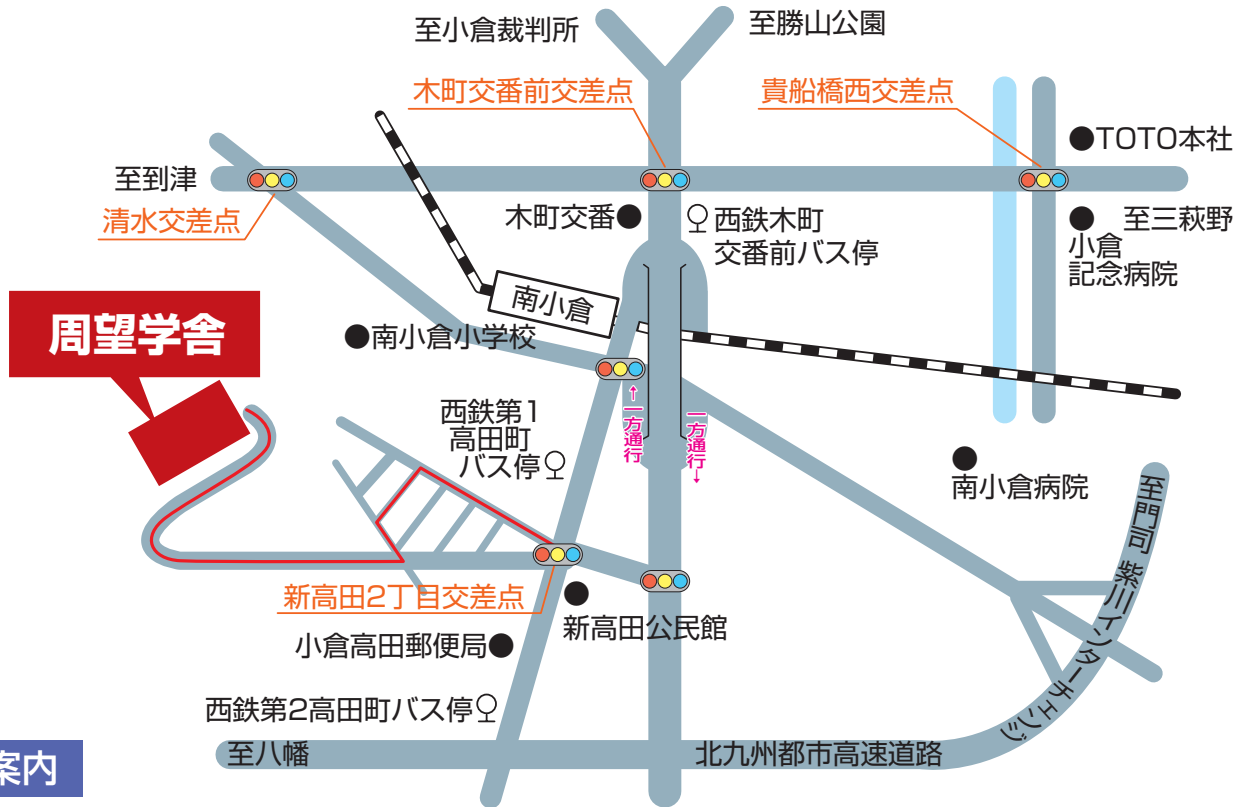 至小倉裁判所
至勝山公園
木町交番前交差点
貴船橋西交差点
TOTO本社
至到津
清水交差点
木町交番
西鉄木町
交番前バス停
至三萩野
小倉
記念病院
南小倉
周望学舎
南小倉小学校
↑一方通行
一方通行↓
西鉄第1
高田町
バス停
南小倉病院
至門司 紫川インターチェンジ
新高田2丁目交差点
新高田公民館
小倉高田郵便局
西鉄第2高田町バス停
至八幡
北九州都市高速道路
案内